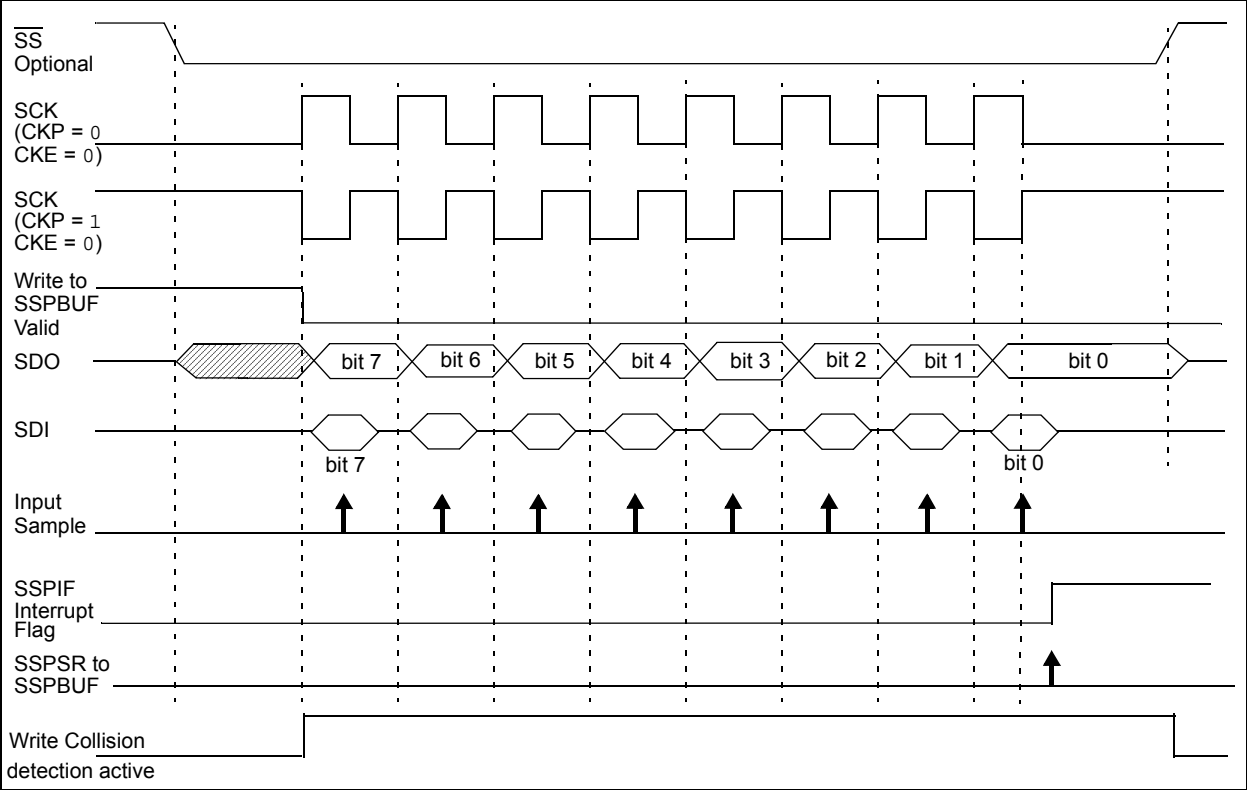 SS
Optional
SCK
(CKP = 0
CKE = 0)
SCK
(CKP = 1
CKE = 0)
Write to
SSPBUF
Valid
SDO
bit 7 bit 6 bit 5 bit 4 bit 3 bit 2 bit 1 bit 0
SDI
bit 7 bit 0
Input
Sample
SSPIF
Interrupt
Flag
SSPSR to
SSPBUF
Write Collision
detection active